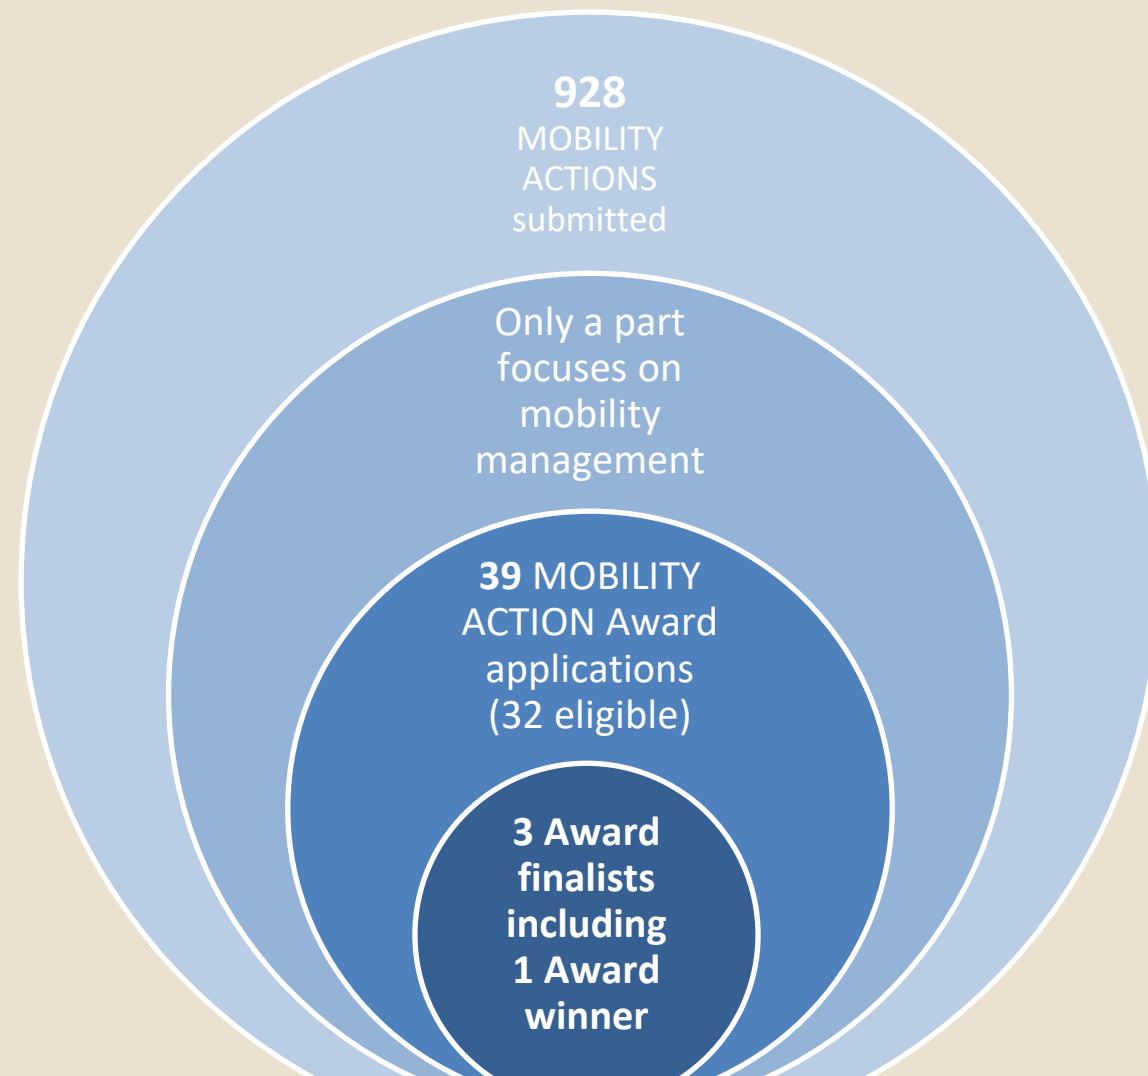 928
MOBILITY
ACTIONS
submitted
Only a part
focuses on
mobility
management
39 MOBILITY
ACTION Award
applications
(32 eligible)
3 Award
finalists
including
1 Award
winner